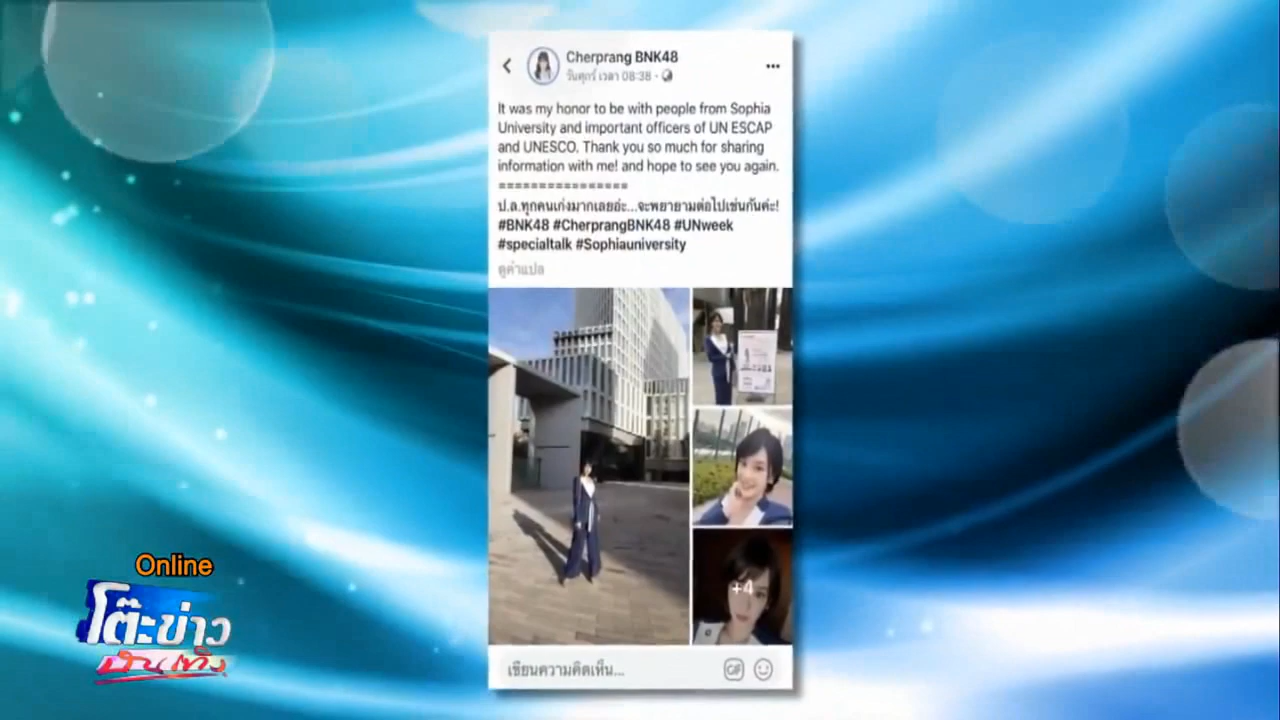 Cherprang BNK48
วันศุกร์ เวลา 08:38
It was my honor to be with people from Sophia
University and important officers of UN ESCAP
and UNESCO. Thank you so much for sharing
information with me! and hope to see you again.
================
ป.ล.ทุกคนเก่งมากเลยอ่ะ...จะพยายามต่อไปเช่นกันค่ะ!
#BNK48 #CherprangBNK48 #UNweek
#specialtalk #Sophiauniversity
ดูคำแปล
+4
เขียนความคิดเห็น...
GIF
Online
โต๊ะข่าว
บันเทิง